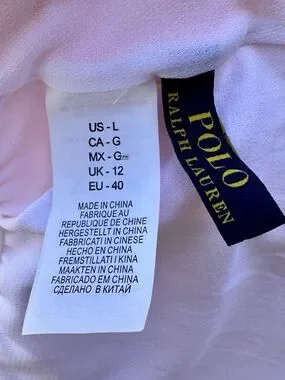 US - L
CA - G
MX - G
UK - 12
EU - 40
MADE IN CHINA
FABRIQUE AU
REPUBLIQUE DE CHINE
HERGESTELLT IN CHINA
FABBRICATI IN CINESE
HECHO EN CHINA
FREMSTILLATI I KINA
MAAKTEN IN CHINA
FABRICADO EM CHINA
СДЕЛАНО В КИТАЙ
POLO
RALPH LAUREN